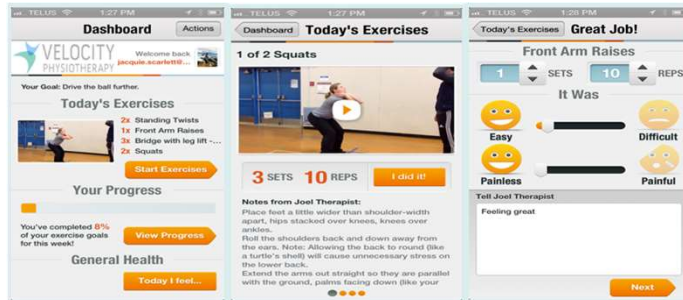 TELUS 1:27 PM
Dashboard
Actions
VELOCITY
PHYSIOTHERAPY
Welcome back
jacquie.scarlett@...
Your Goal: Drive the ball further.
Today's Exercises
2x Standing Twists
1x Front Arm Raises
3x Bridge with leg lift -...
2x Squats
Start Exercises
Your Progress
You've completed 8%
of your exercise goals
for this week!
View Progress
General Health
Today I feel...
TELUS 1:27 PM
Dashboard
Today's Exercises
1 of 2 Squats
3 SETS 10 REPS
I did it!
Notes from Joel Therapist:
Place feet a little wider than shoulder-width
apart, hips stacked over knees, knees over
ankles.
Roll the shoulders back and down away from
the ears. Note: Allowing the back to round (like
a turtle's shell) will cause unnecessary stress on
the lower back.
Extend the arms out straight so they are parallel
with the ground, palms facing down (like your
TELUS 1:28 PM
Today's Exercises
Great Job!
Front Arm Raises
1 SETS 10 REPS
It Was
Easy Difficult
Painless Painful
Tell Joel Therapist
Feeling great
Next